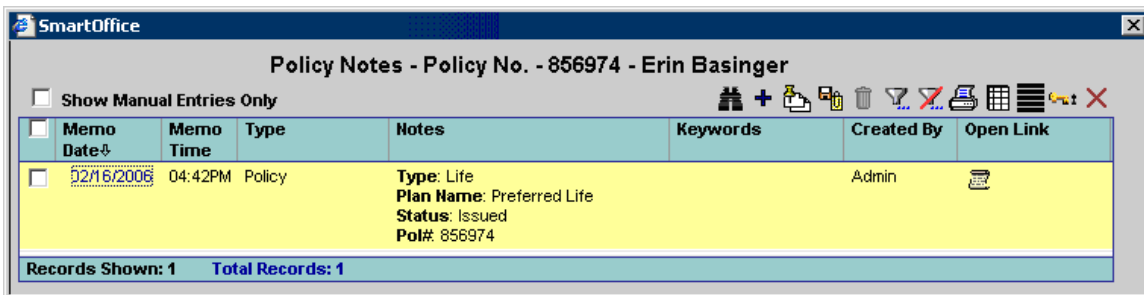 SmartOffice
Policy Notes - Policy No. - 856974 - Erin Basinger
Show Manual Entries Only
Memo Date Memo Time Type Notes Keywords Created By Open Link
02/16/2006 04:42PM Policy Type: Life Admin
Plan Name: Preferred Life
Status: Issued
Pol#: 856974
Records Shown: 1 Total Records: 1